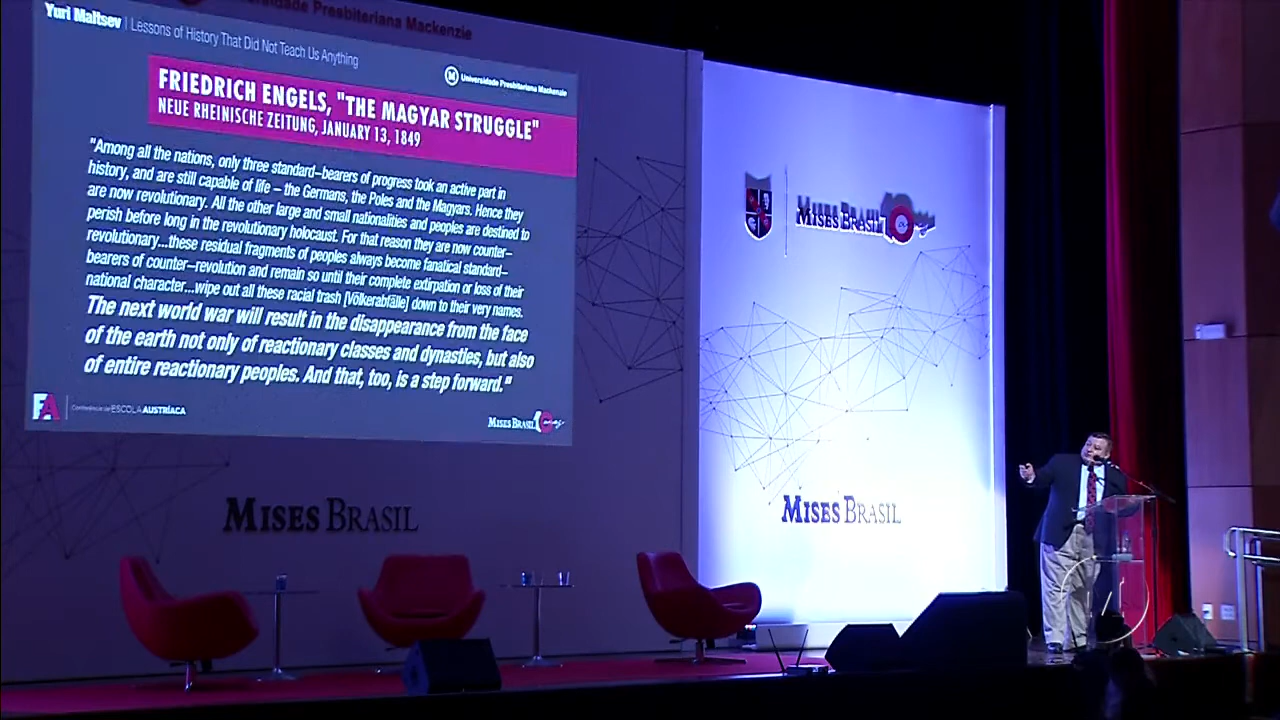 Universidade Presbiteriana Mackenzie
Yuri Maltsev | Lessons of History That Did Not Teach Us Anything
M Universidade Presbiteriana Mackenzie
FRIEDRICH ENGELS, "THE MAGYAR STRUGGLE"
NEUE RHEINISCHE ZEITUNG, JANUARY 13, 1849
"Among all the nations, only three standard–bearers of progress took an active part in
history, and are still capable of life – the Germans, the Poles and the Magyars. Hence they
are now revolutionary. All the other large and small nationalities and peoples are destined to
perish before long in the revolutionary holocaust. For that reason they are now counter–
revolutionary...these residual fragments of peoples always become fanatical standard–
bearers of counter–revolution and remain so until their complete extirpation or loss of their
national character...wipe out all these racial trash [Völkerabfälle] down to their very names.
The next world war will result in the disappearance from the face
of the earth not only of reactionary classes and dynasties, but also
of entire reactionary peoples. And that, too, is a step forward."
FA Conferência de ESCOLA AUSTRÍACA
MISES BRASIL
MISES BRASIL
MISES BRASIL
MISES BRASIL